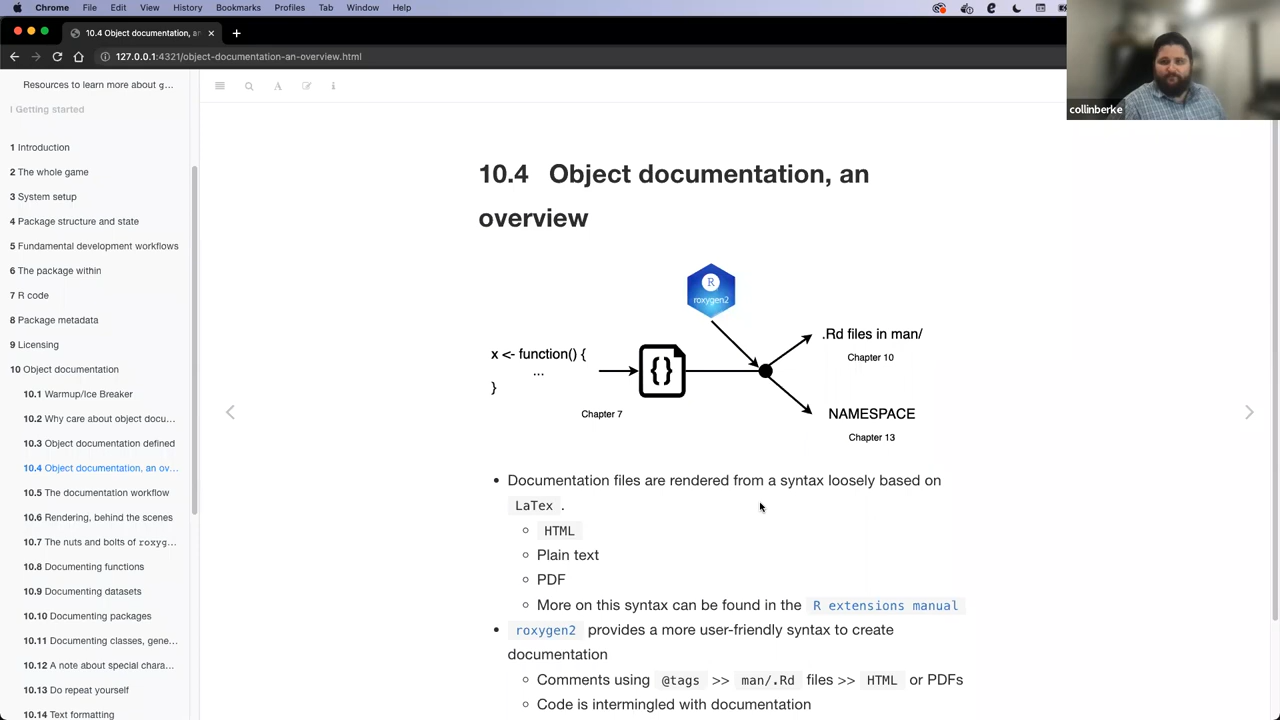 Chrome File Edit View History Bookmarks Profiles Tab Window Help
10.4 Object documentation, an
127.0.0.1:4321/object-documentation-an-overview.html
collinberke
Resources to learn more about g...
I Getting started
1 Introduction
2 The whole game
3 System setup
4 Package structure and state
5 Fundamental development workflows
6 The package within
7 R code
8 Package metadata
9 Licensing
10 Object documentation
10.1 Warmup/Ice Breaker
10.2 Why care about object docu...
10.3 Object documentation defined
10.4 Object documentation, an ov...
10.5 The documentation workflow
10.6 Rendering, behind the scenes
10.7 The nuts and bolts of roxyg...
10.8 Documenting functions
10.9 Documenting datasets
10.10 Documenting packages
10.11 Documenting classes, gene...
10.12 A note about special chara...
10.13 Do repeat yourself
10.14 Text formatting
10.4 Object documentation, an
overview
R
roxygen2
x <- function() {
...
}
{}
Chapter 7
.Rd files in man/
Chapter 10
NAMESPACE
Chapter 13
• Documentation files are rendered from a syntax loosely based on
LaTex .
HTML
Plain text
PDF
More on this syntax can be found in the R extensions manual
• roxygen2 provides a more user-friendly syntax to create
documentation
Comments using @tags >> man/.Rd files >> HTML or PDFs
Code is intermingled with documentation